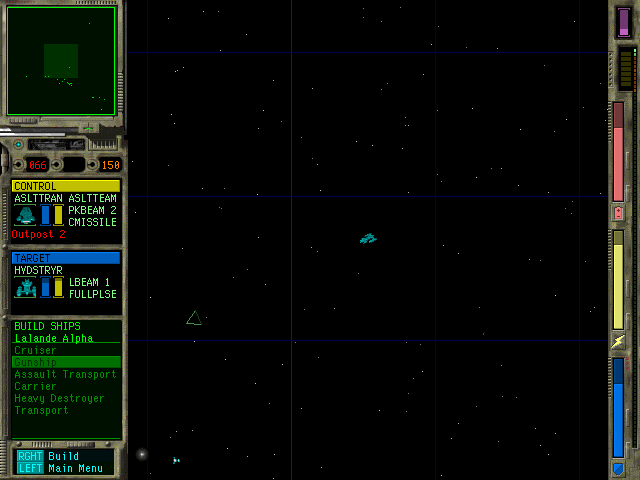 066 150
CONTROL
ASLTTRAN ASLTTEAM
PKBEAM 2
CMISSILE
Outpost 2
TARGET
HVDSTRYR
LBEAM 1
FULLPLSE
BUILD SHIPS
Lalande Alpha
Cruiser
Gunship
Assault Transport
Carrier
Heavy Destroyer
Transport
RGHT Build
LEFT Main Menu